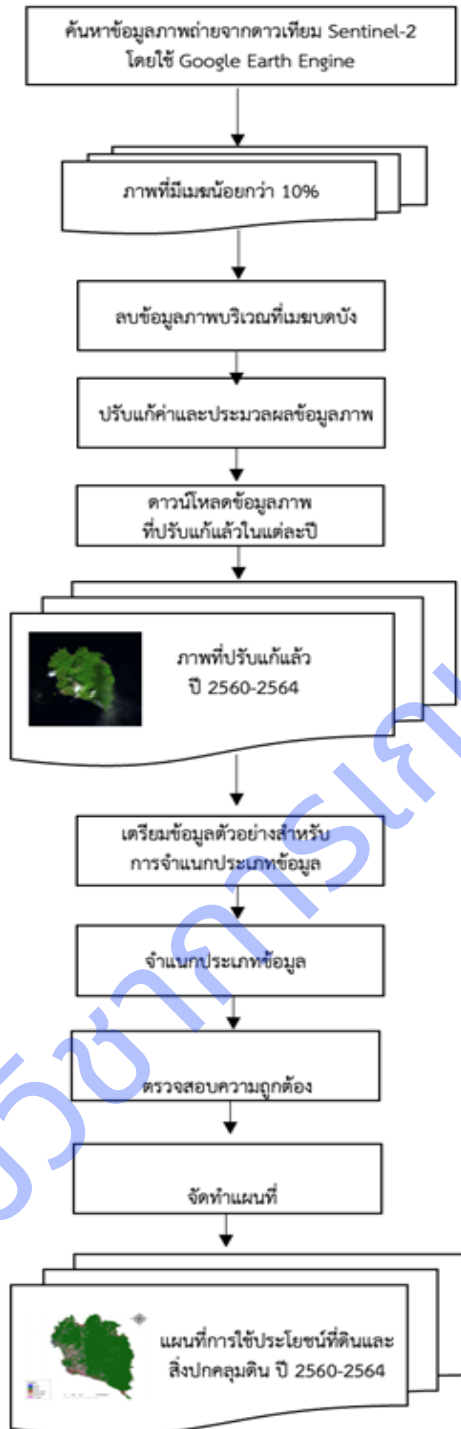 ค้นหาข้อมูลภาพถ่ายจากดาวเทียม Sentinel-2
โดยใช้ Google Earth Engine
ภาพที่มีเมฆน้อยกว่า 10%
ลบข้อมูลภาพบริเวณที่เมฆบดบัง
ปรับแก้ค่าและประมวลผลข้อมูลภาพ
ดาวน์โหลดข้อมูลภาพ
ที่ปรับแก้แล้วในแต่ละปี
ภาพที่ปรับแก้แล้ว
ปี 2560-2564
เตรียมข้อมูลตัวอย่างสำหรับ
การจำแนกประเภทข้อมูล
จำแนกประเภทข้อมูล
ตรวจสอบความถูกต้อง
จัดทำแผนที่
แผนที่การใช้ประโยชน์ที่ดินและ
สิ่งปกคลุมดิน ปี 2560-2564